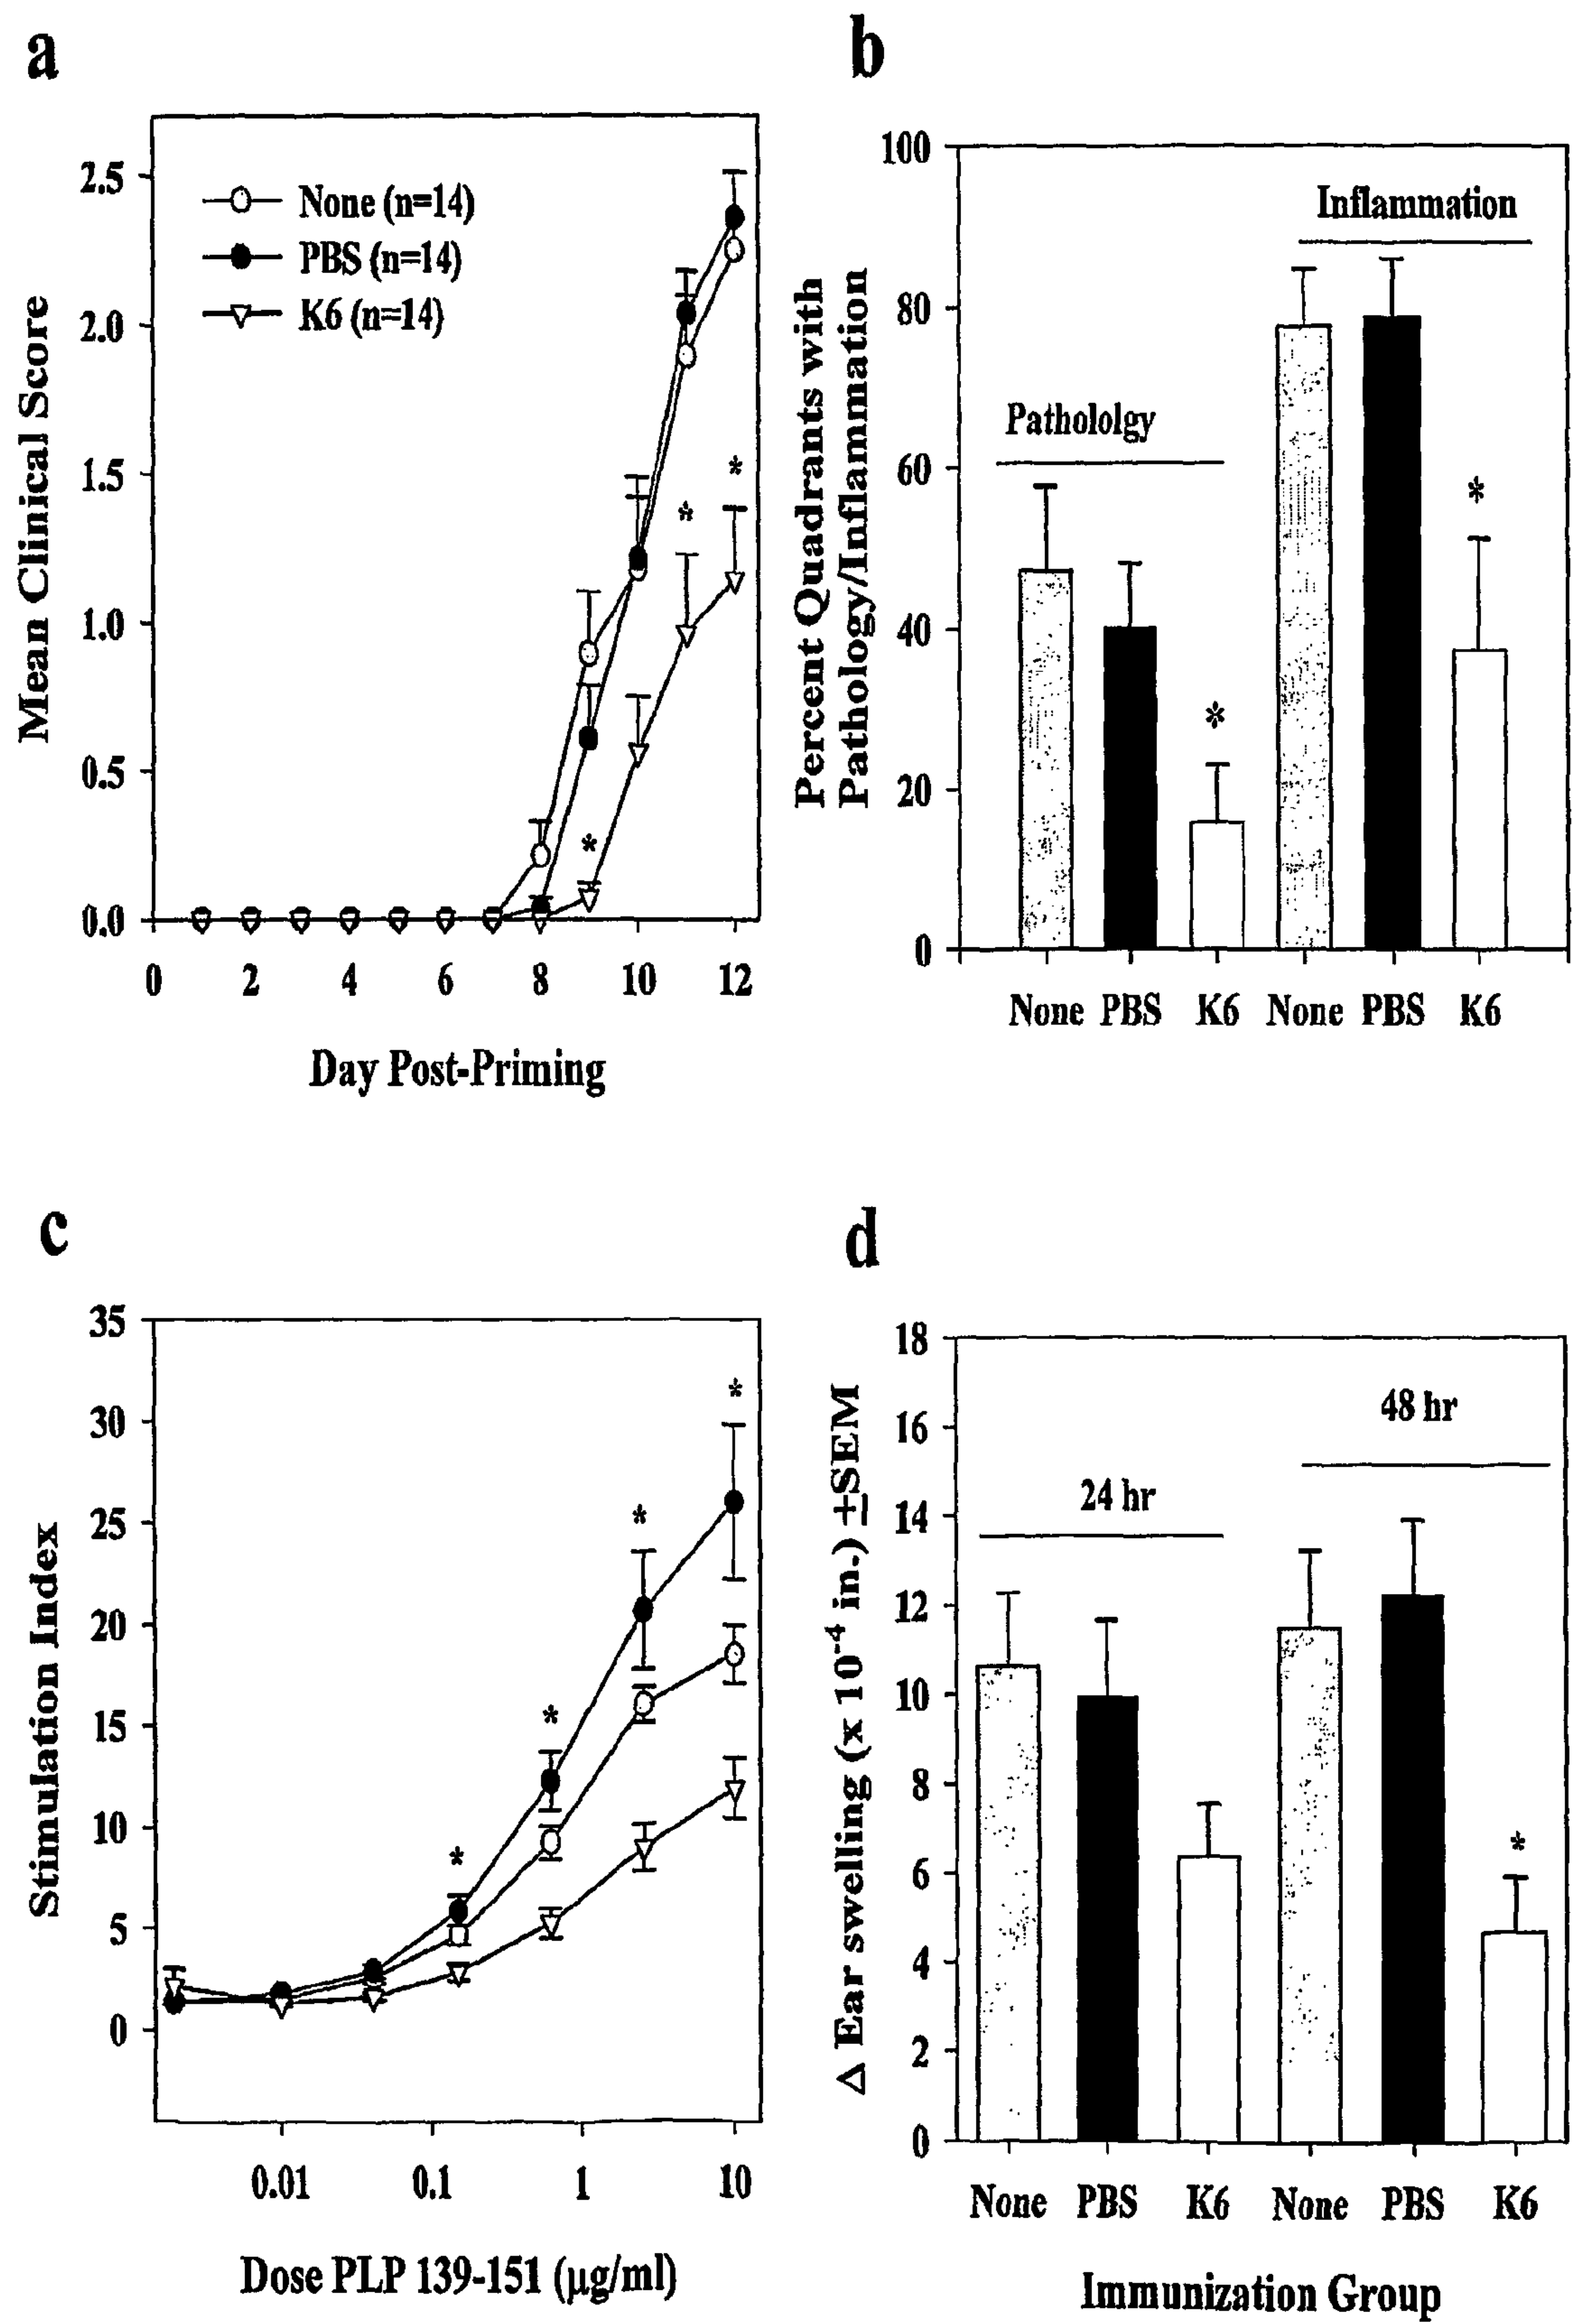 a
2.5
2.0
1.5
1.0
0.5
0.0
Mean Clinical Score
None (n=14)
PBS (n=14)
K6 (n=14)
*
*
*
0 2 4 6 8 10 12
Day Post-Priming
b
100
80
60
40
20
0
Percent Quadrants with
Pathology/Inflammation
Pathololgy
Inflammation
*
*
None PBS K6 None PBS K6
c
35
30
25
20
15
10
5
0
Stimulation Index
*
*
*
*
0.01 0.1 1 10
Dose PLP 139-151 (μg/ml)
d
18
16
14
12
10
8
6
4
2
0
Δ Ear swelling (x 10⁻⁴ in.) ±SEM
24 hr
48 hr
*
None PBS K6 None PBS K6
Immunization Group